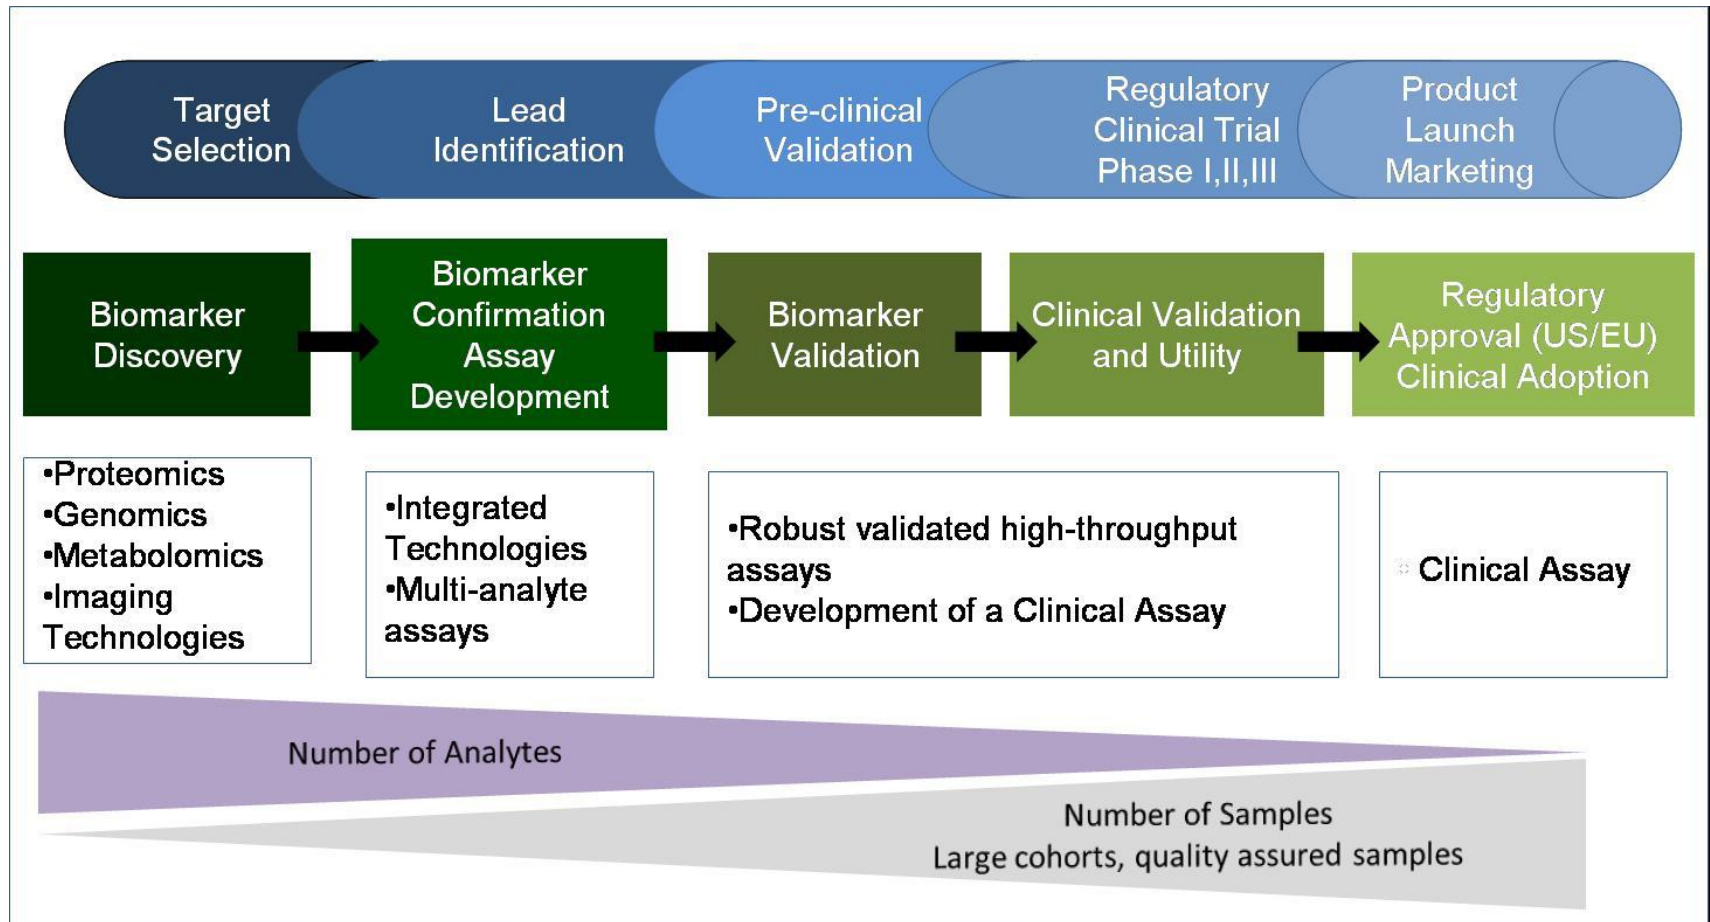 Target
Selection
Lead
Identification
Pre-clinical
Validation
Regulatory
Clinical Trial
Phase I,II,III
Product
Launch
Marketing
Biomarker
Discovery
Biomarker
Confirmation
Assay
Development
Biomarker
Validation
Clinical Validation
and Utility
Regulatory
Approval (US/EU)
Clinical Adoption
•Proteomics
•Genomics
•Metabolomics
•Imaging
Technologies
•Integrated
Technologies
•Multi-analyte
assays
•Robust validated high-throughput
assays
•Development of a Clinical Assay
Clinical Assay
Number of Analytes
Number of Samples
Large cohorts, quality assured samples